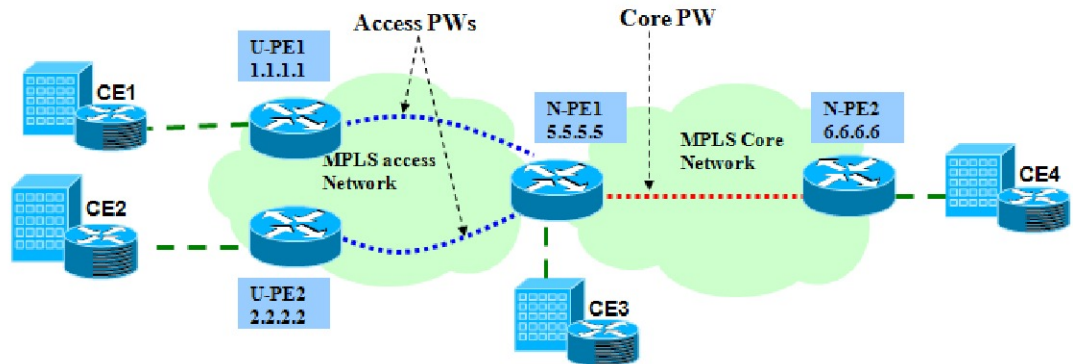 Access PWs
Core PW
U-PE1
1.1.1.1
CE1
N-PE1
5.5.5.5
N-PE2
6.6.6.6
MPLS access
Network
MPLS Core
Network
CE2
CE4
U-PE2
2.2.2.2
CE3